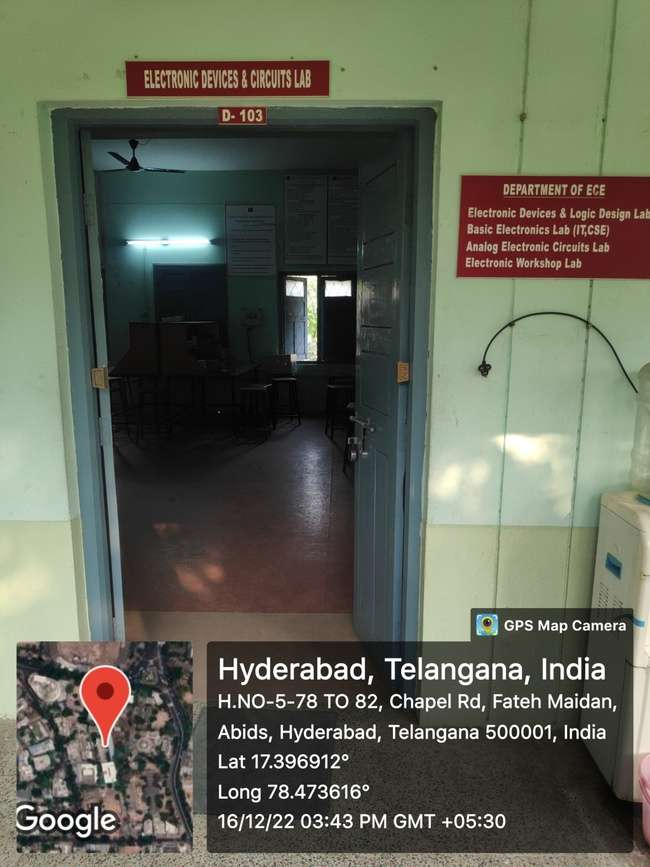 ELECTRONIC DEVICES & CIRCUITS LAB
D- 103
DEPARTMENT OF ECE
Electronic Devices & Logic Design Lab
Basic Electronics Lab (IT,CSE)
Analog Electronic Circuits Lab
Electronic Workshop Lab
GPS Map Camera
Hyderabad, Telangana, India
H.NO-5-78 TO 82, Chapel Rd, Fateh Maidan,
Abids, Hyderabad, Telangana 500001, India
Lat 17.396912°
Long 78.473616°
16/12/22 03:43 PM GMT +05:30
Google